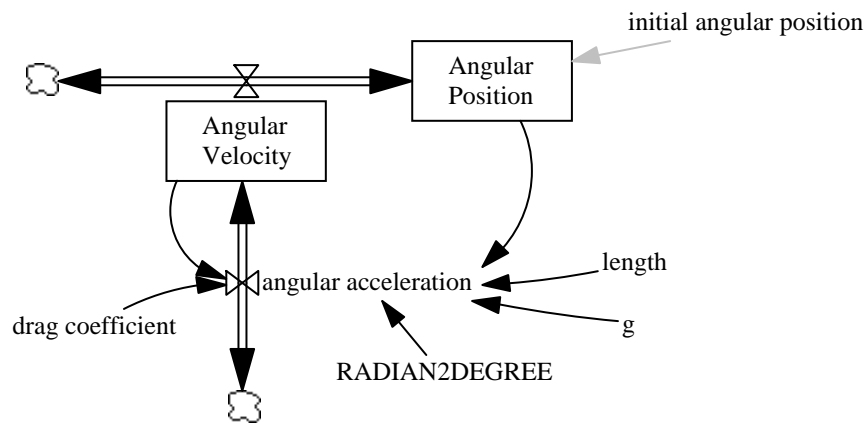 initial angular position
Angular
Position
Angular
Velocity
angular acceleration
length
drag coefficient
g
RADIAN2DEGREE